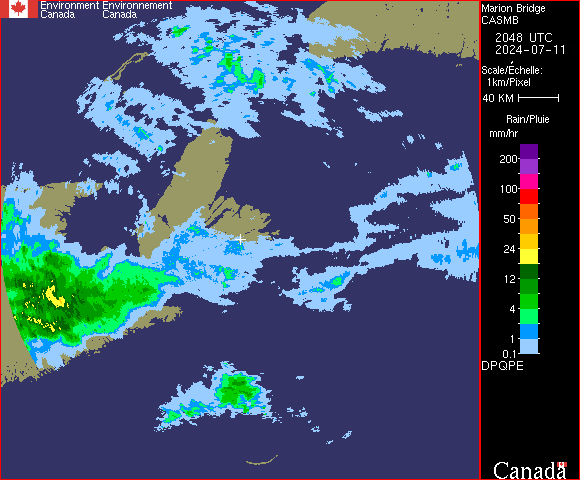 Environment Environnement
Canada Canada
Marion Bridge
CASMB
2048 UTC
2024-07-11
Scale/Echelle:
1km/Pixel
40 KM
Rain/Pluie
mm/hr
200
100
50
24
12
4
1
0.1
DPQPE
Canada